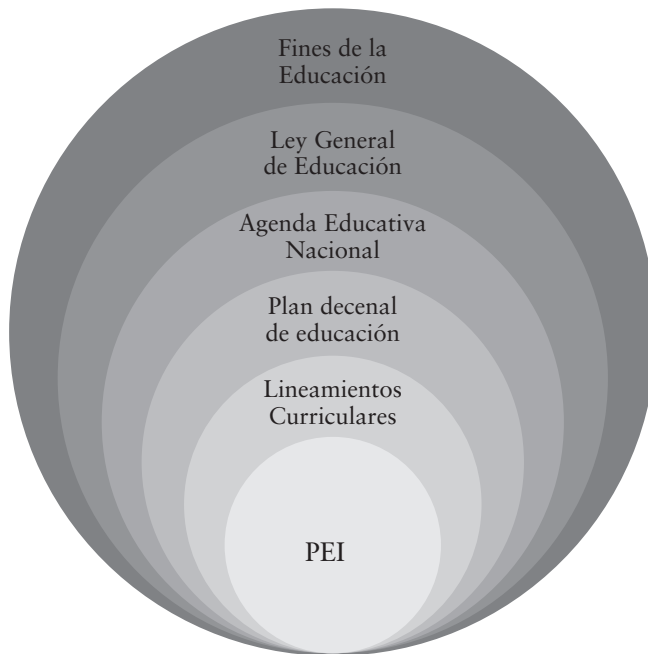 Fines de la
Educación
Ley General
de Educación
Agenda Educativa
Nacional
Plan decenal
de educación
Lineamientos
Curriculares
PEI